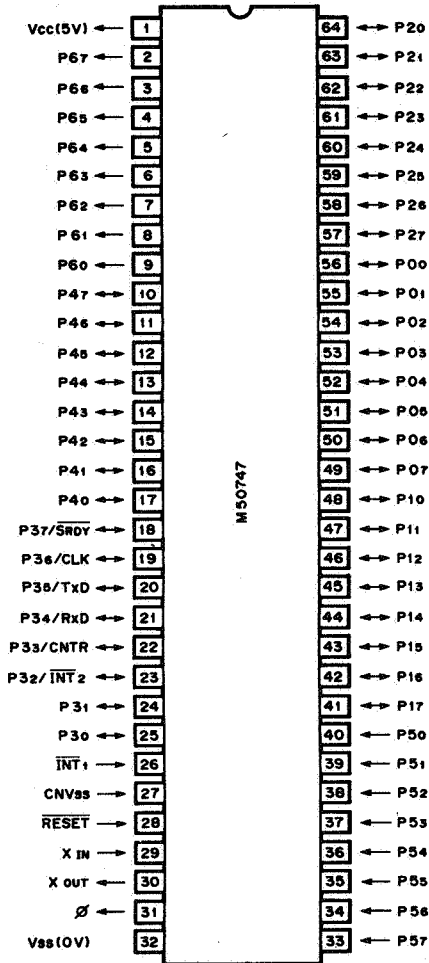 Vcc(5V) 1 64 P20
P67 2 63 P21
P66 3 62 P22
P65 4 61 P23
P64 5 60 P24
P63 6 59 P25
P62 7 58 P26
P61 8 57 P27
P60 9 56 P00
P47 10 55 P01
P46 11 54 P02
P45 12 53 P03
P44 13 52 P04
P43 14 51 P05
P42 15 50 P06
P41 16 49 P07
P40 17 48 P10
P37/SRDY 18 47 P11
P36/CLK 19 46 P12
P35/TxD 20 45 P13
P34/RxD 21 44 P14
P33/CNTR 22 43 P15
P32/INT2 23 42 P16
P31 24 41 P17
P30 25 40 P50
INT1 26 39 P51
CNVss 27 38 P52
RESET 28 37 P53
X IN 29 36 P54
X OUT 30 35 P55
Ø 31 34 P56
Vss(0V) 32 33 P57
M50747